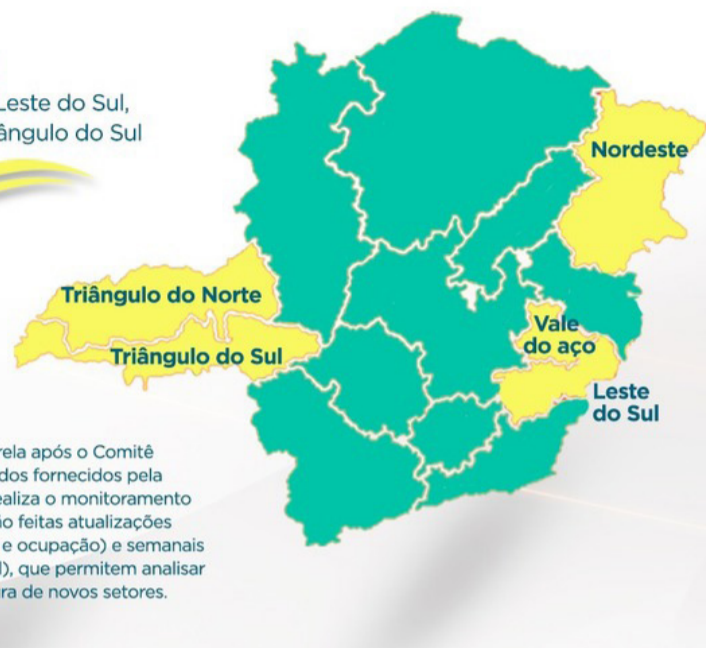 Leste do Sul,
ângulo do Sul
Nordeste
Triângulo do Norte
Triângulo do Sul
Vale
do aço
Leste
do Sul
rela após o Comitê
dos fornecidos pela
ealiza o monitoramento
ão feitas atualizações
e ocupação) e semanais
l), que permitem analisar
ra de novos setores.